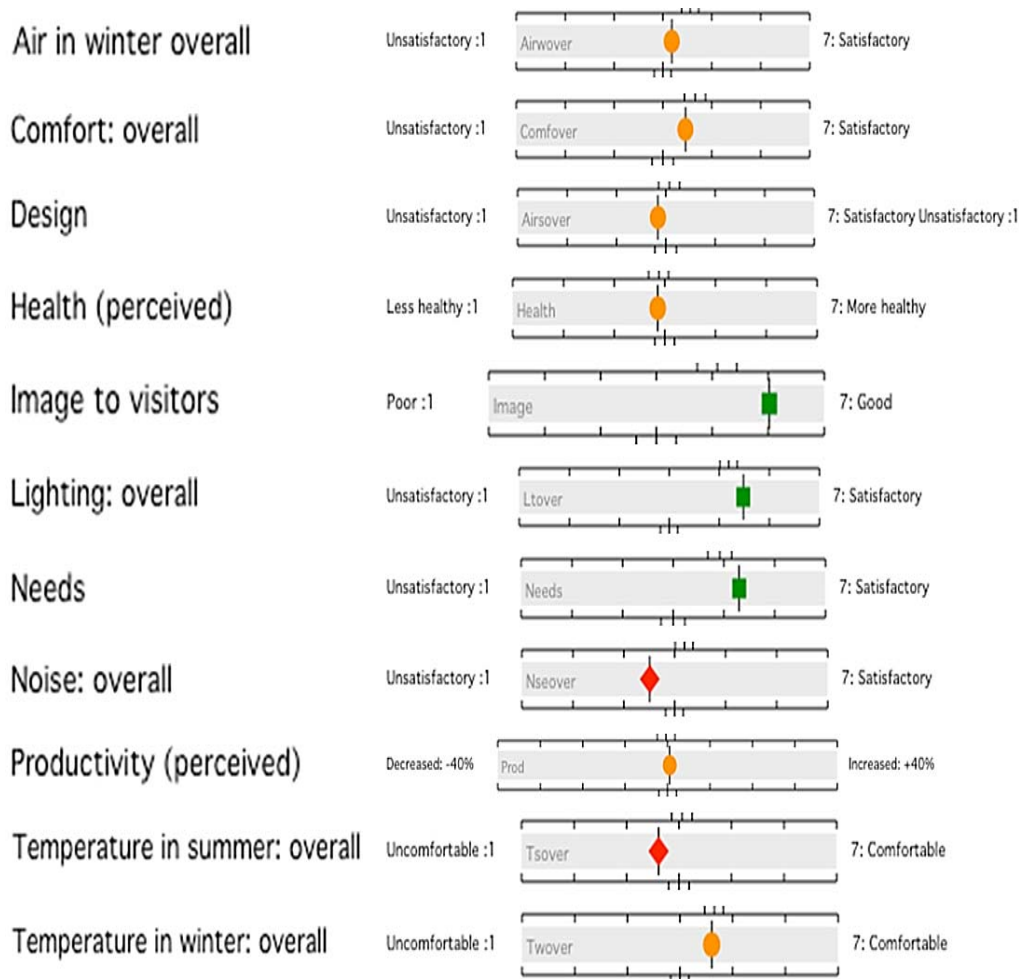 Air in winter overall Unsatisfactory :1 Airwover 7: Satisfactory
Comfort: overall Unsatisfactory :1 Comfover 7: Satisfactory
Design Unsatisfactory :1 Airsover 7: Satisfactory Unsatisfactory :1
Health (perceived) Less healthy :1 Health 7: More healthy
Image to visitors Poor :1 Image 7: Good
Lighting: overall Unsatisfactory :1 Ltover 7: Satisfactory
Needs Unsatisfactory :1 Needs 7: Satisfactory
Noise: overall Unsatisfactory :1 Nseover 7: Satisfactory
Productivity (perceived) Decreased: -40% Prod Increased: +40%
Temperature in summer: overall Uncomfortable :1 Tsover 7: Comfortable
Temperature in winter: overall Uncomfortable :1 Twover 7: Comfortable